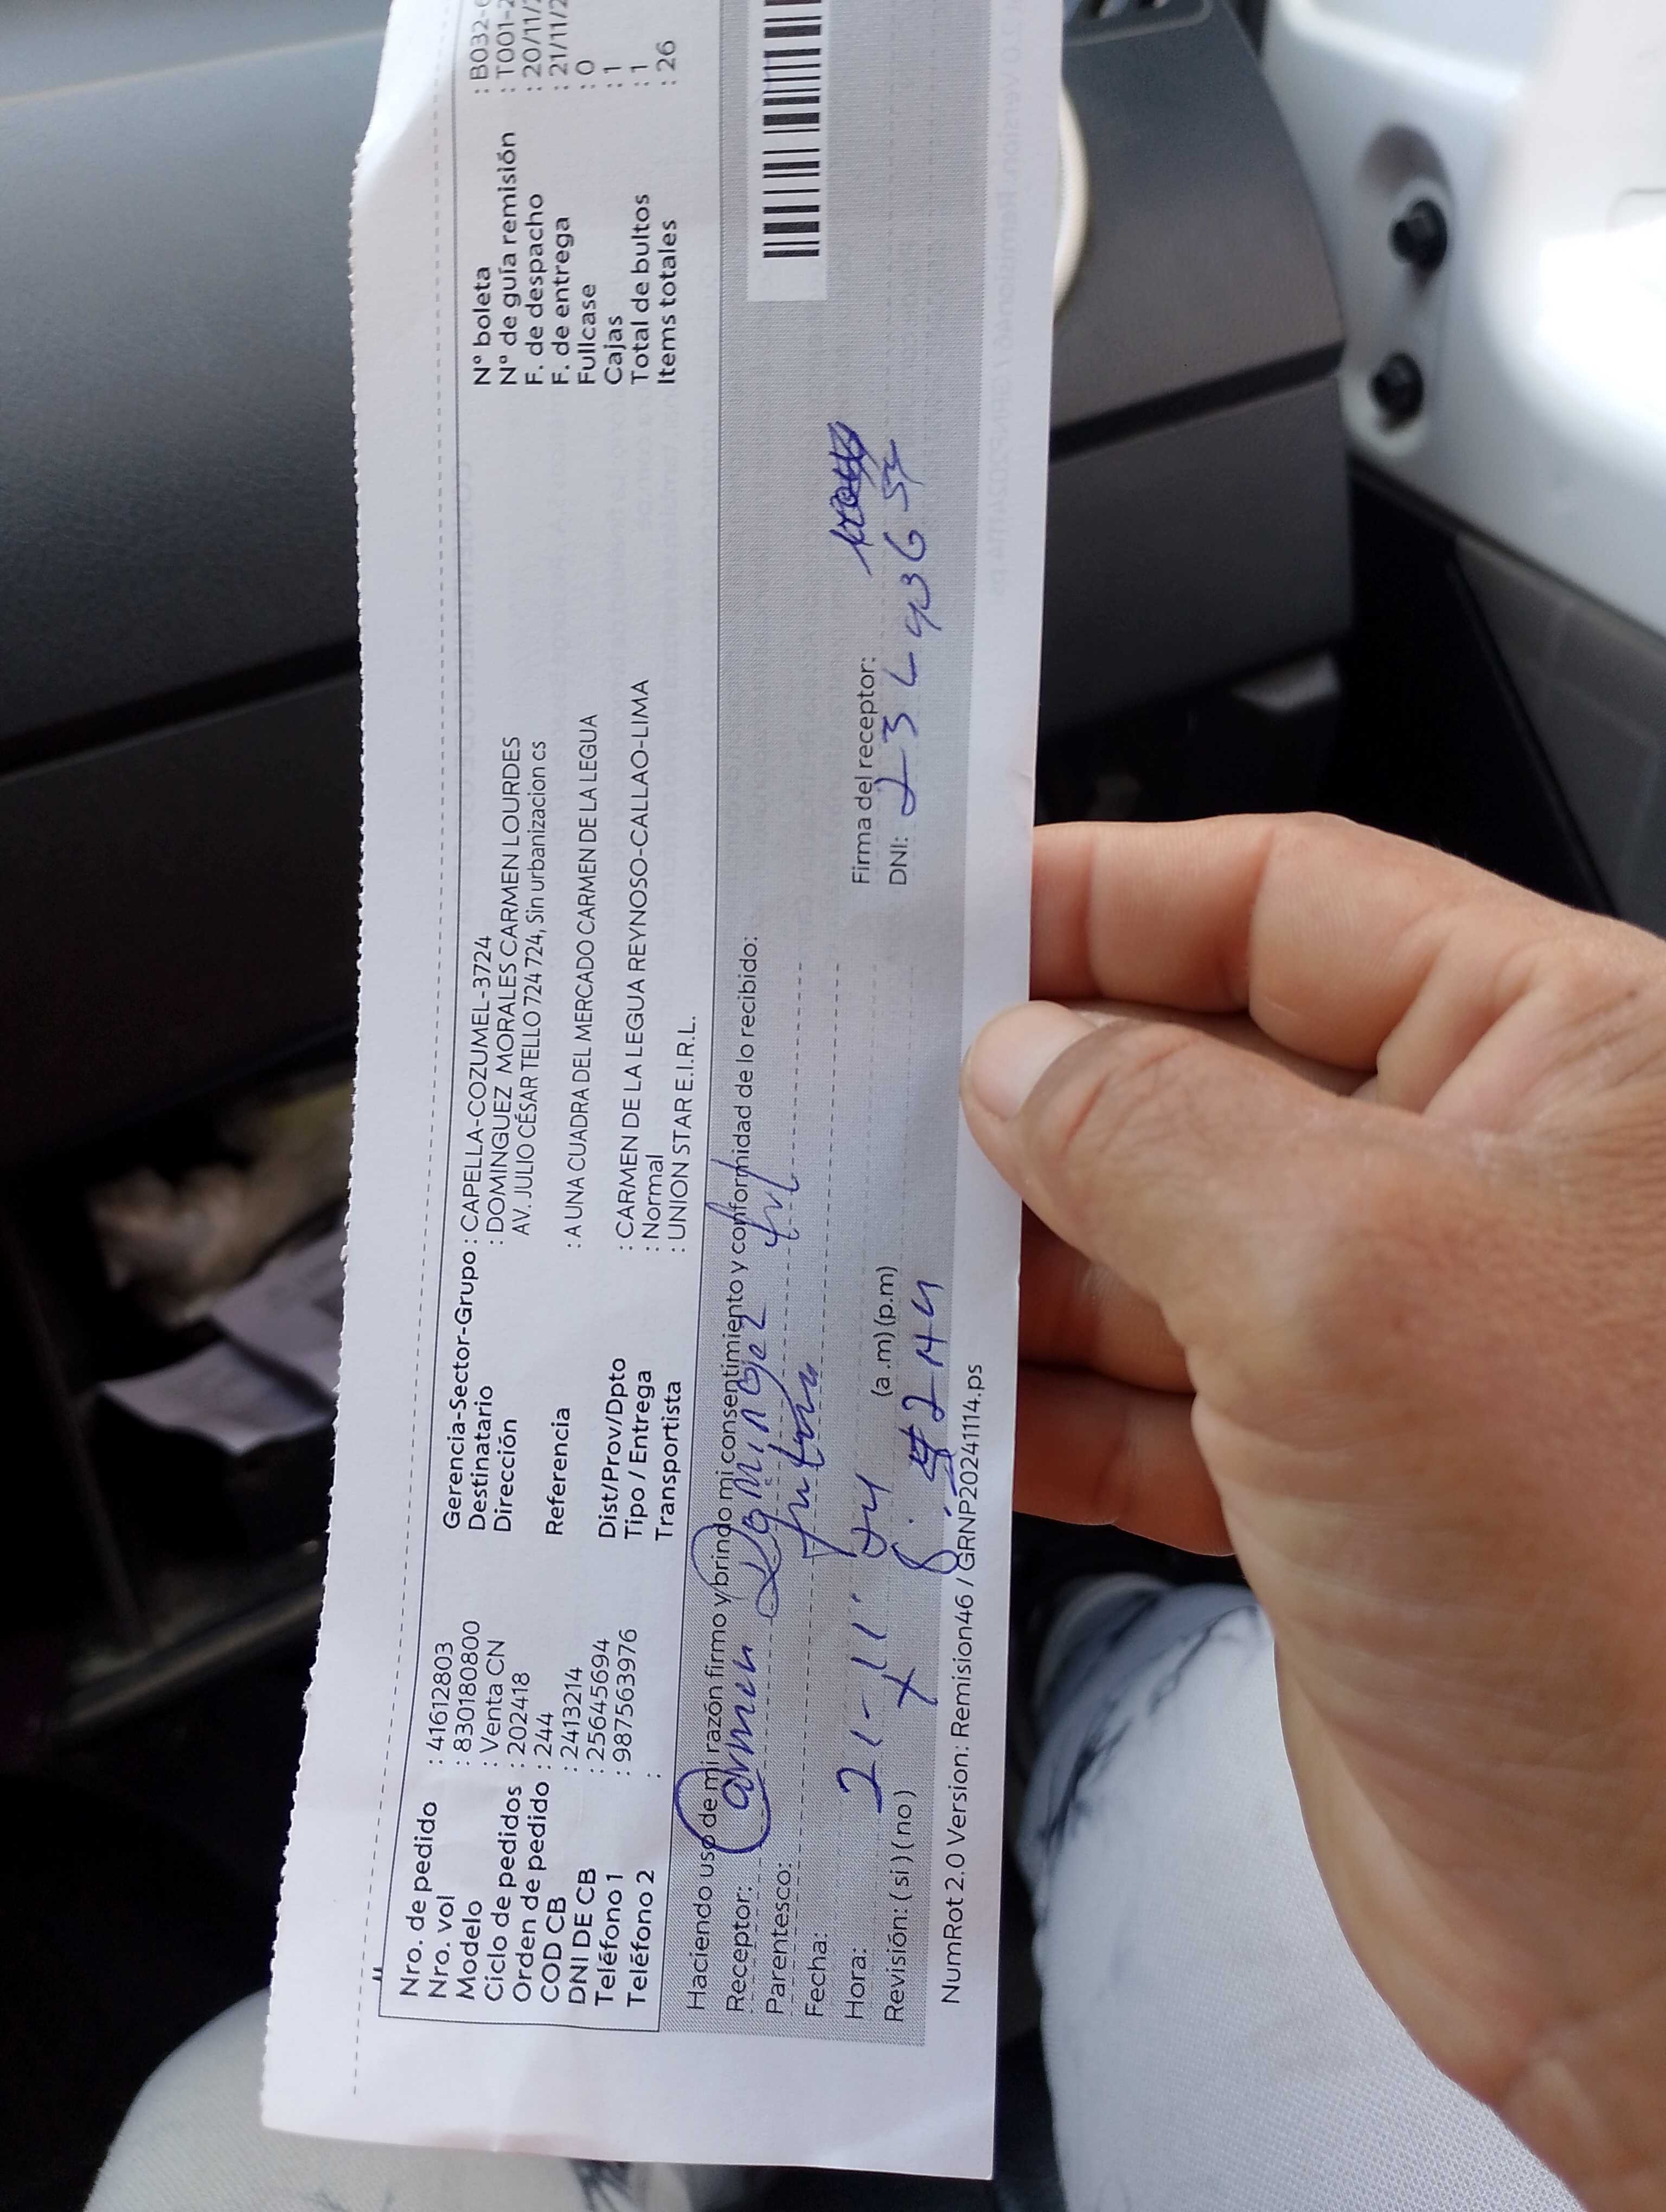 Nro. de pedido : 41612803
Nro. vol : 830180800
Modelo : Venta CN
Ciclo de pedidos : 202418
Orden de pedido : 244
COD CB : 2413214
DNI DE CB : 25645694
Teléfono 1 : 987563976
Teléfono 2 :
Gerencia-Sector-Grupo : CAPELLA-COZUMEL-3724
Destinatario : DOMINGUEZ MORALES CARMEN LOURDES
Dirección AV. JULIO CÉSAR TELLO 724 724, Sin urbanizacion cs
Referencia : A UNA CUADRA DEL MERCADO CARMEN DE LA LEGUA
Dist/Prov/Dpto : CARMEN DE LA LEGUA REYNOSO-CALLAO-LIMA
Tipo / Entrega : Normal
Transportista : UNION STAR E.I.R.L.
N° boleta : B032-
N° de guía remisión : T001-2
F. de despacho : 20/11/2
F. de entrega : 21/11/2
Fullcase : 0
Cajas : 1
Total de bultos : 1
Items totales : 26
Haciendo uso de mi razón firmo y brindo mi consentimiento y conformidad de lo recibido:
Receptor: Carmen Dominguez
Parentesco:
Fecha: 21-11-24
Hora: (a .m) (p.m)
Revisión: ( si ) ( no )
Firma del receptor:
DNI:
NumRot 2.0 Version: Remision46 / GRNP20241114.ps